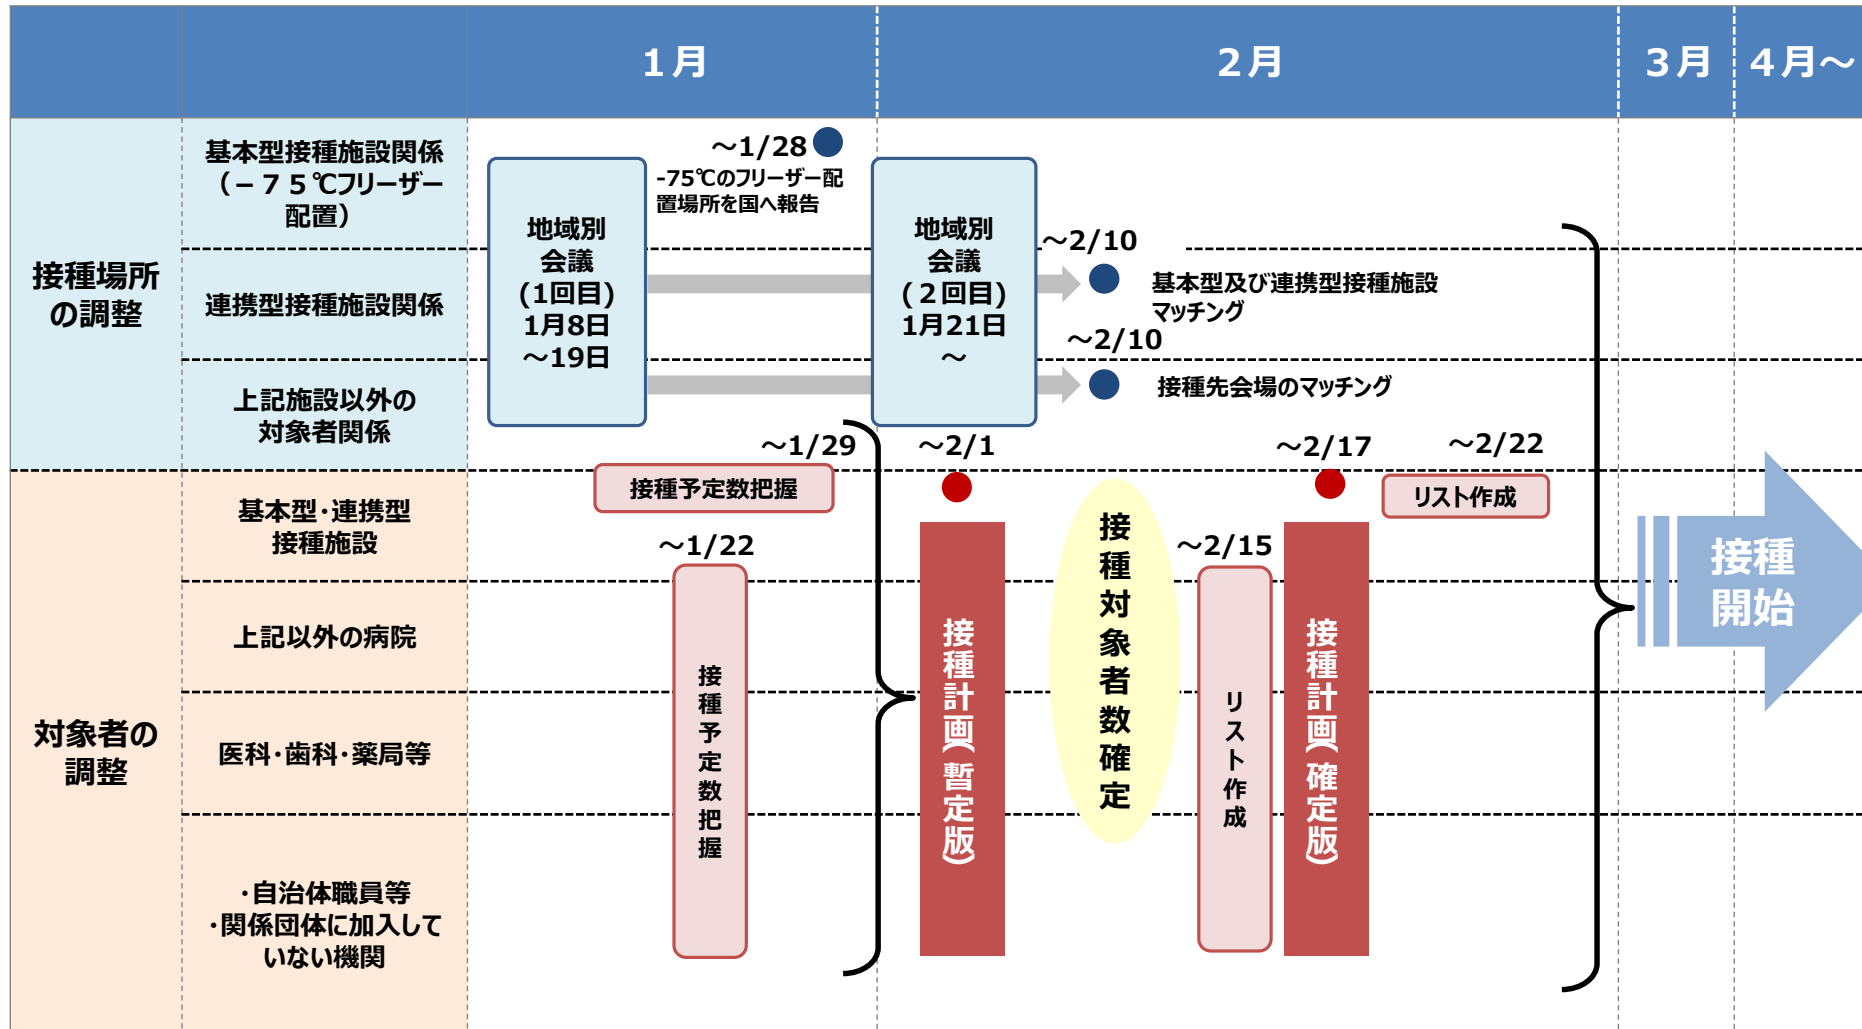 1月
2月
3月
4月～
接種場所
の調整
基本型接種施設関係
（－７５℃フリーザー
配置）
連携型接種施設関係
上記施設以外の
対象者関係
地域別
会議
(1回目)
1月8日
～19日
～1/28
-75℃のフリーザー配
置場所を国へ報告
地域別
会議
(２回目)
1月21日
～
～2/10
基本型及び連携型接種施設
マッチング
～2/10
接種先会場のマッチング
対象者の
調整
基本型・連携型
接種施設
上記以外の病院
医科・歯科・薬局等
・自治体職員等
・関係団体に加入して
いない機関
～1/29
接種予定数把握
～1/22
接種予定数把握
～2/1
接種計画（暫定版）
接種対象者数確定
～2/15
リスト作成
～2/17
接種計画（確定版）
～2/22
リスト作成
接種
開始